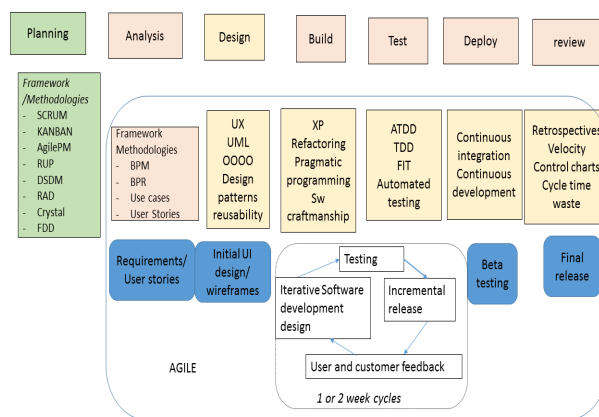 Planning
Analysis
Design
Build
Test
Deploy
review
Framework
/Methodologies
- SCRUM
- KANBAN
- AgilePM
- RUP
- DSDM
- RAD
- Crystal
- FDD
Framework
Methodologies
- BPM
- BPR
- Use cases
- User Stories
UX
UML
OOOO
Design
patterns
reusability
XP
Refactoring
Pragmatic
programming
Sw
craftmanship
ATDD
TDD
FIT
Automated
testing
Continuous
integration
Continuous
development
Retrospectives
Velocity
Control charts
Cycle time
waste
Requirements/
User stories
Initial UI
design/
wireframes
Testing
Iterative Software
development
design
Incremental
release
User and customer feedback
1 or 2 week cycles
Beta
testing
Final
release
AGILE